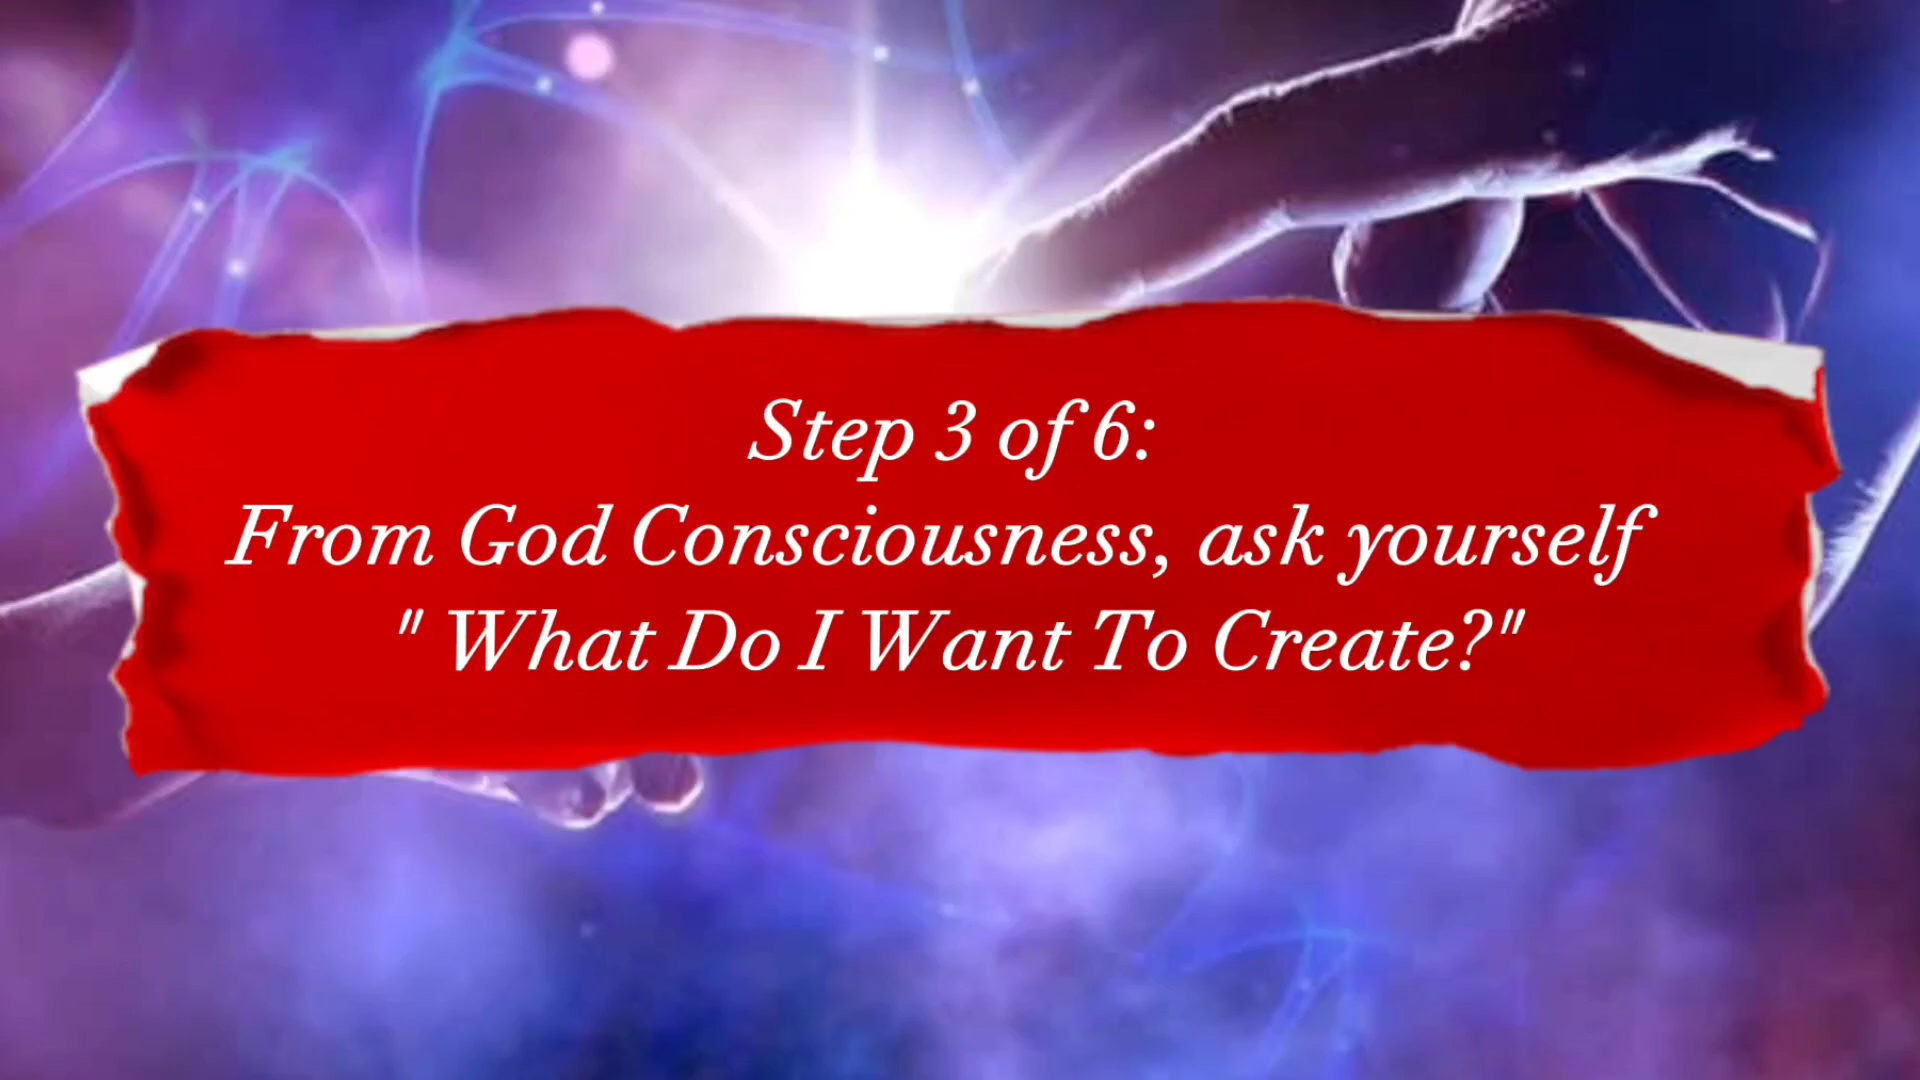 Step 3 of 6:
From God Consciousness, ask yourself
" What Do I Want To Create?"